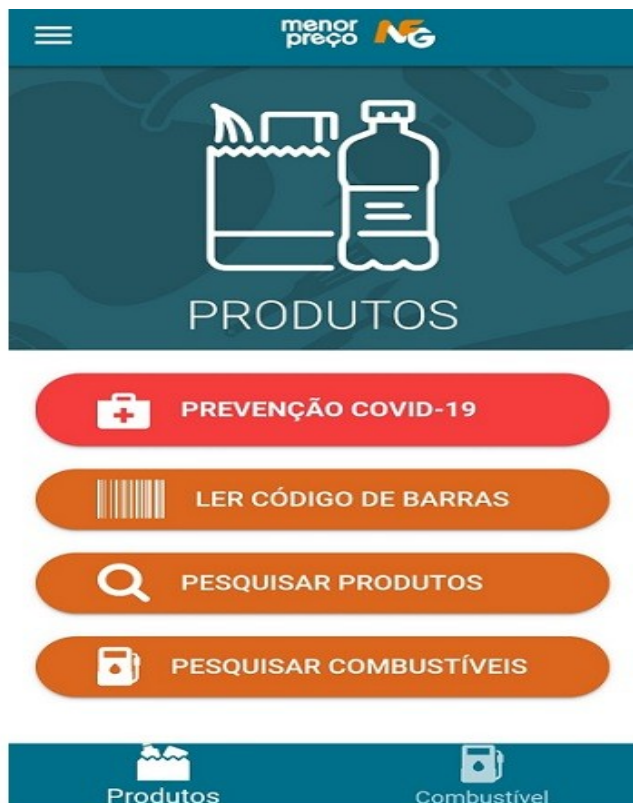 menor
preço NFG
PRODUTOS
PREVENÇÃO COVID-19
LER CÓDIGO DE BARRAS
PESQUISAR PRODUTOS
PESQUISAR COMBUSTÍVEIS
Produtos Combustível